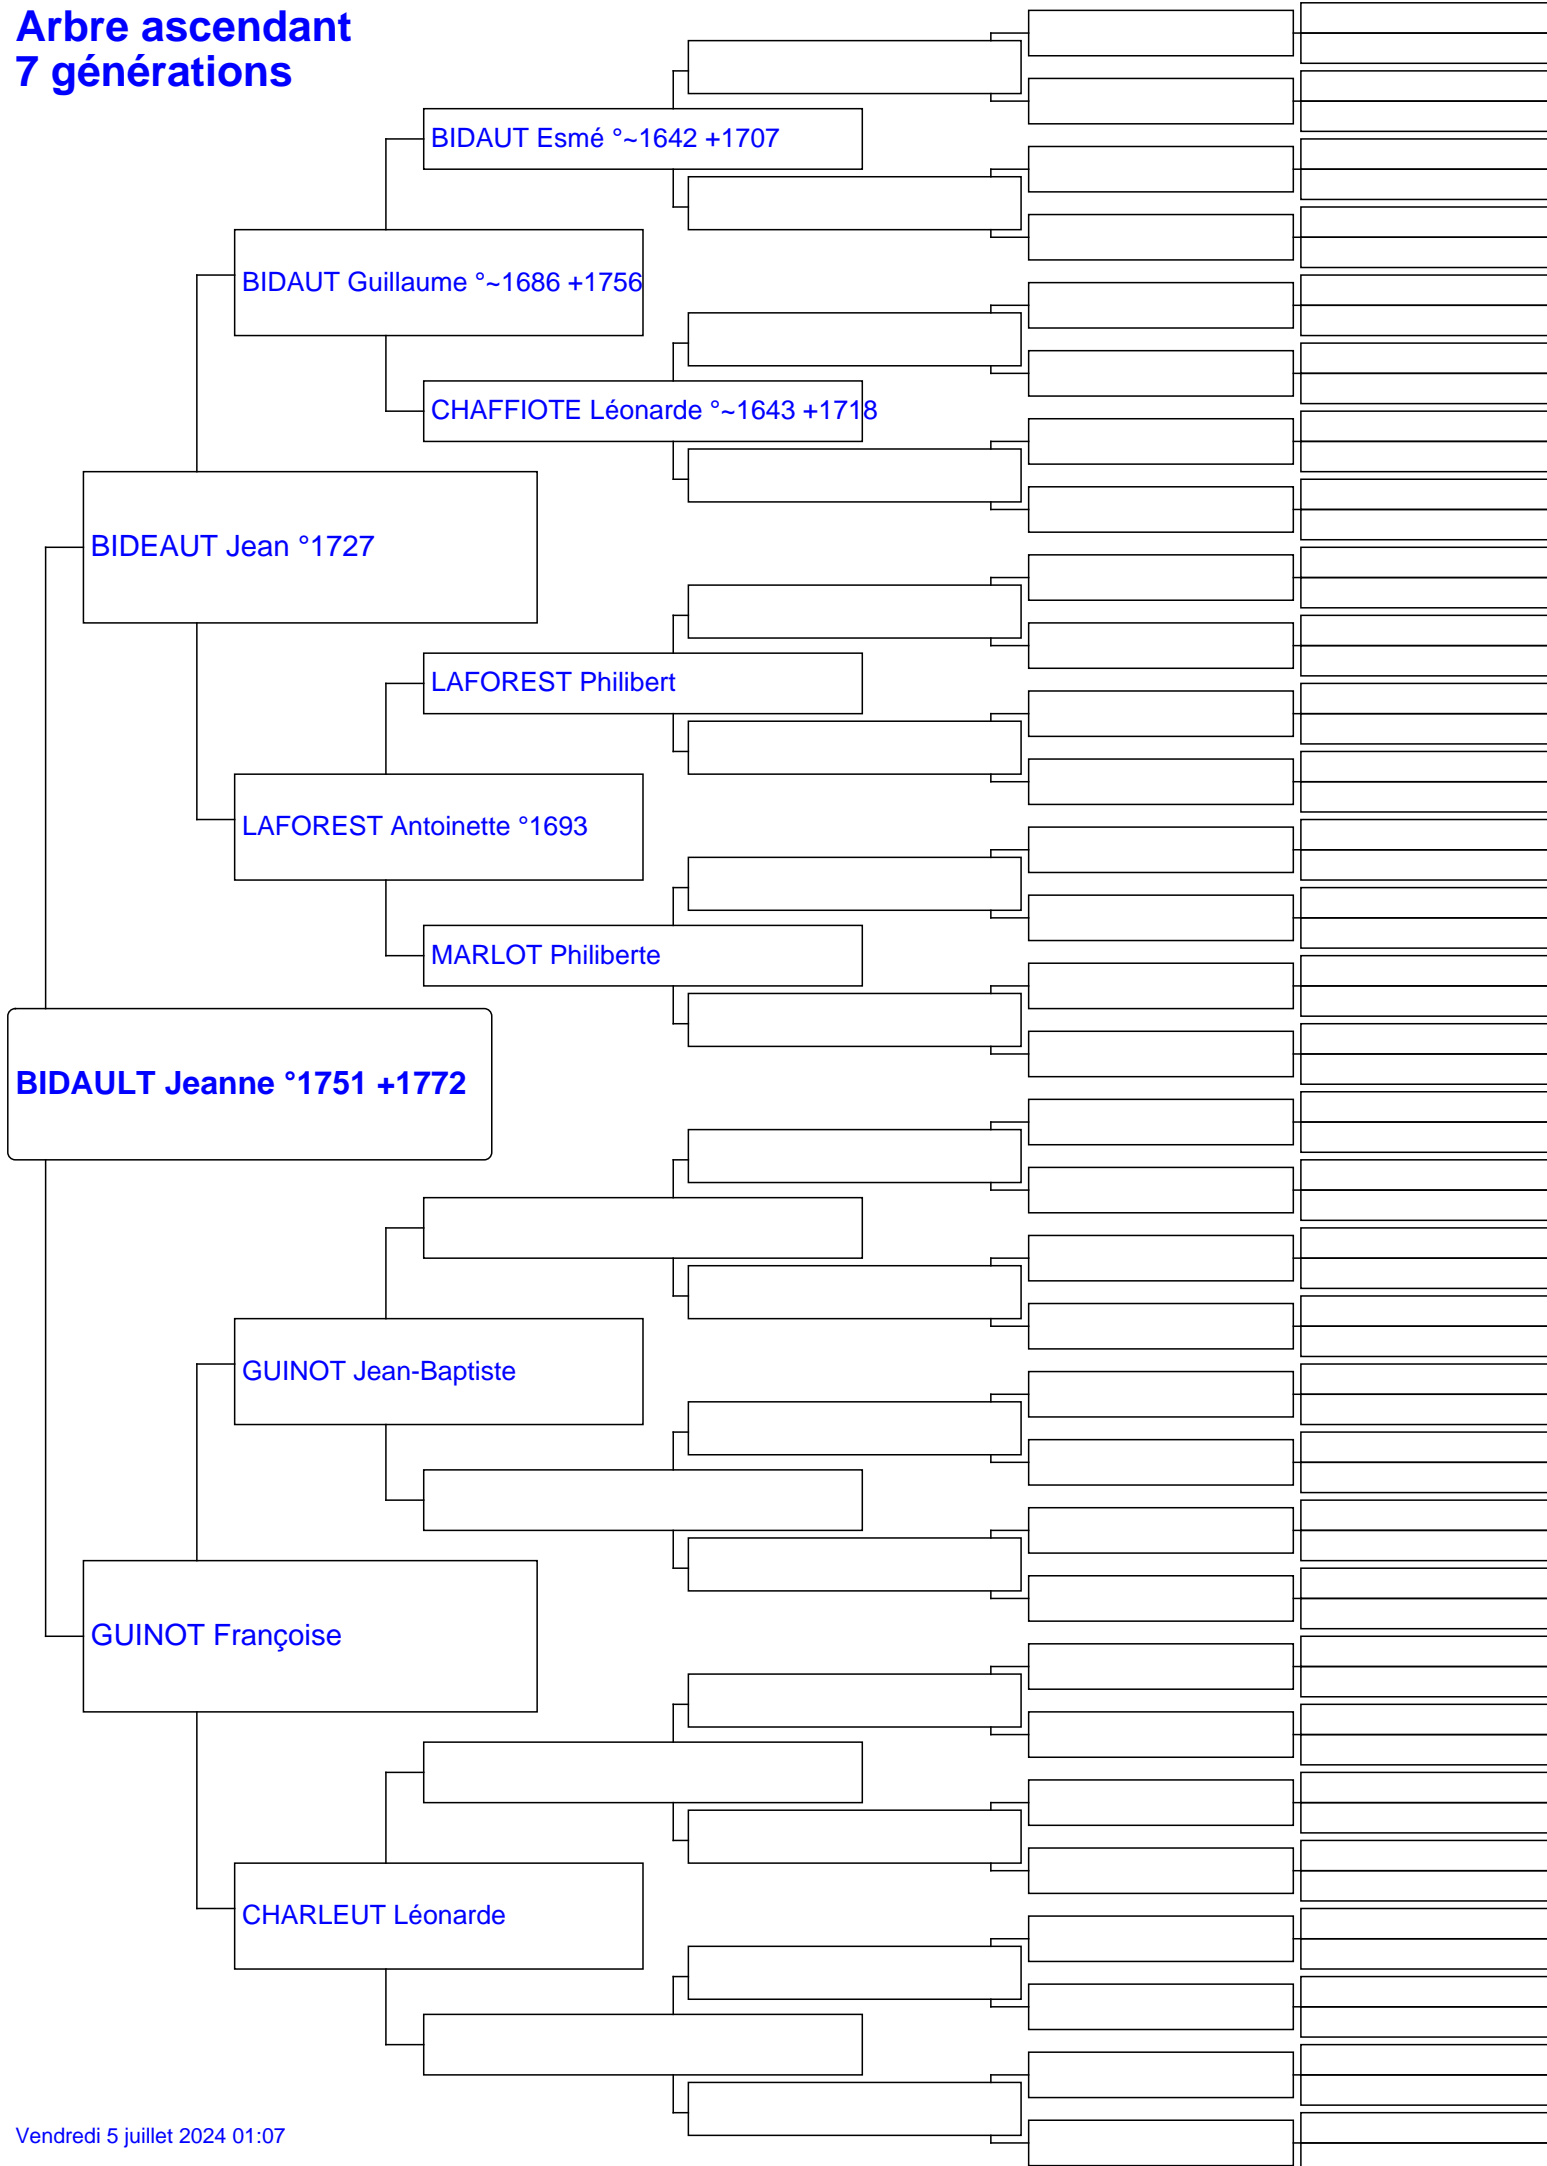 Arbre ascendant
7 générations
BIDAUT Esmé °~1642 +1707
BIDAUT Guillaume °~1686 +1756
CHAFFIOTE Léonarde °~1643 +1718
BIDEAUT Jean °1727
LAFOREST Philibert
LAFOREST Antoinette °1693
MARLOT Philiberte
BIDAULT Jeanne °1751 +1772
GUINOT Jean-Baptiste
GUINOT Françoise
CHARLEUT Léonarde
Vendredi 5 juillet 2024 01:07